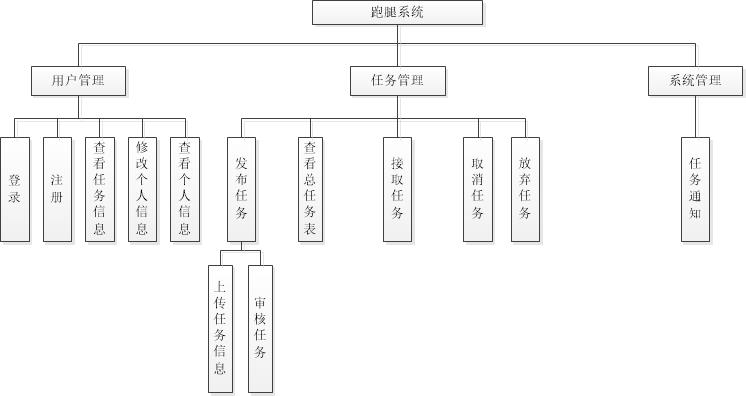 跑腿系统
用户管理
任务管理
系统管理
登录
注册
查看任务信息
修改个人信息
查看个人信息
发布任务
查看总任务表
接取任务
取消任务
放弃任务
任务通知
上传任务信息
审核任务